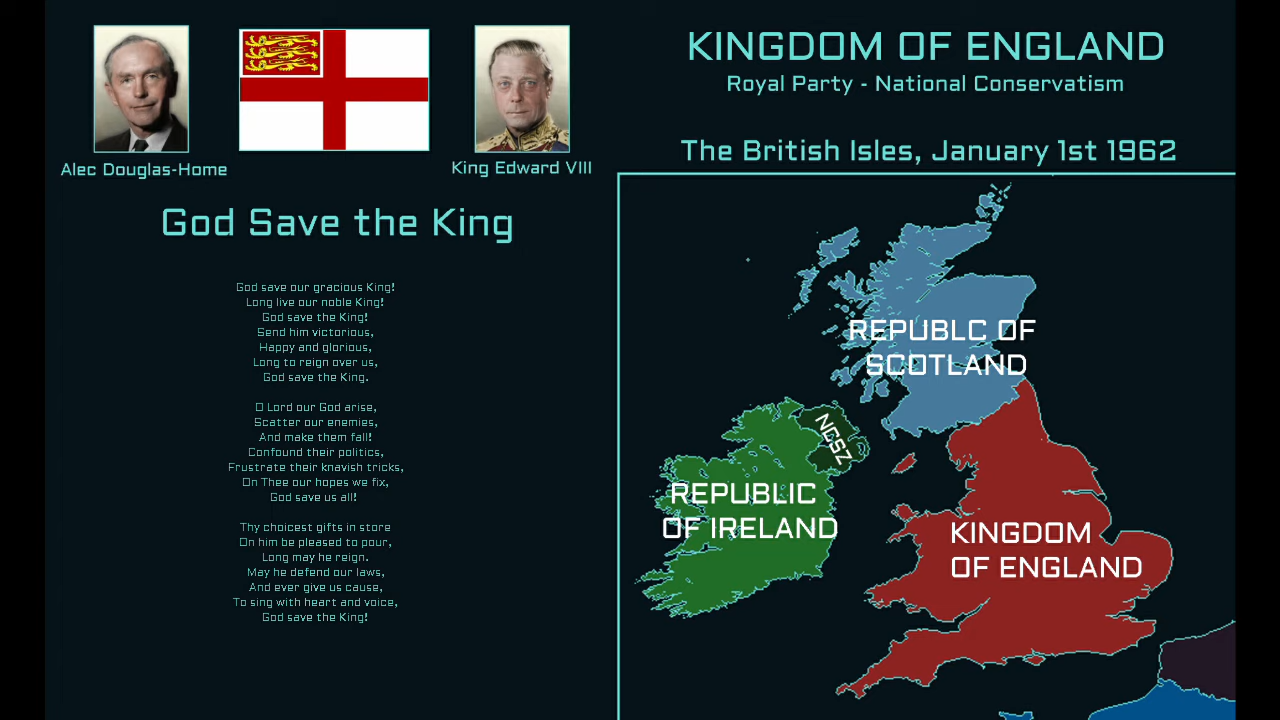 KINGDOM OF ENGLAND
Royal Party - National Conservatism
Alec Douglas-Home
King Edward VIII
The British Isles, January 1st 1962
God Save the King
God save our gracious King!
Long live our noble King!
God save the King!
Send him victorious,
Happy and glorious,
Long to reign over us,
God save the King.
O Lord our God arise,
Scatter our enemies,
And make them fall!
Confound their politics,
Frustrate their knavish tricks,
On Thee our hopes we fix,
God save us all!
Thy choicest gifts in store
On him be pleased to pour,
Long may he reign.
May he defend our laws,
And ever give us cause,
To sing with heart and voice,
God save the King!
REPUBLC OF
SCOTLAND
NCSZ
REPUBLIC
OF IRELAND
KINGDOM
OF ENGLAND